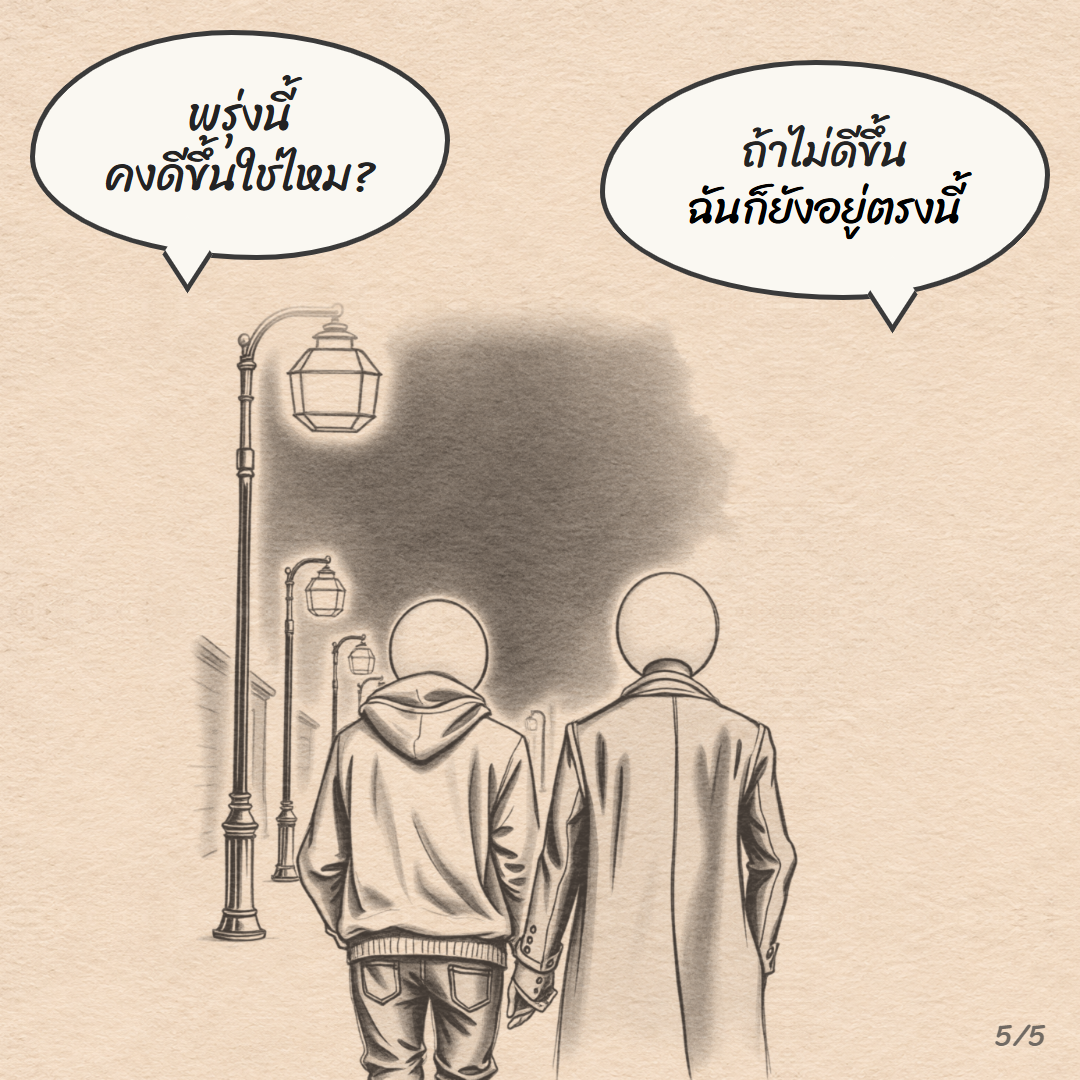 พรุ่งนี้
คงดีขึ้นใช่ไหม?
ถ้าไม่ดีขึ้น
ฉันก็ยังอยู่ตรงนี้
5/5